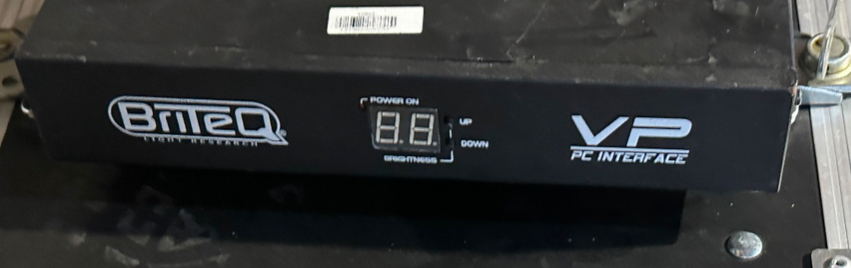 BRITEQ®
LIGHT RESEARCH
POWER ON
8.8.
UP
DOWN
BRIGHTNESS
VP
PC INTERFACE